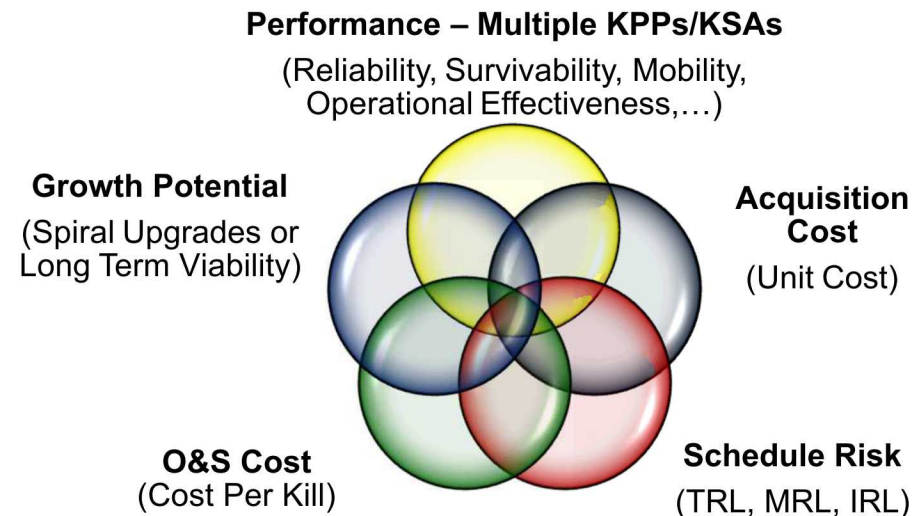 Performance – Multiple KPPs/KSAs
(Reliability, Survivability, Mobility,
Operational Effectiveness,…)
Growth Potential
(Spiral Upgrades or
Long Term Viability)
Acquisition
Cost
(Unit Cost)
O&S Cost
(Cost Per Kill)
Schedule Risk
(TRL, MRL, IRL)